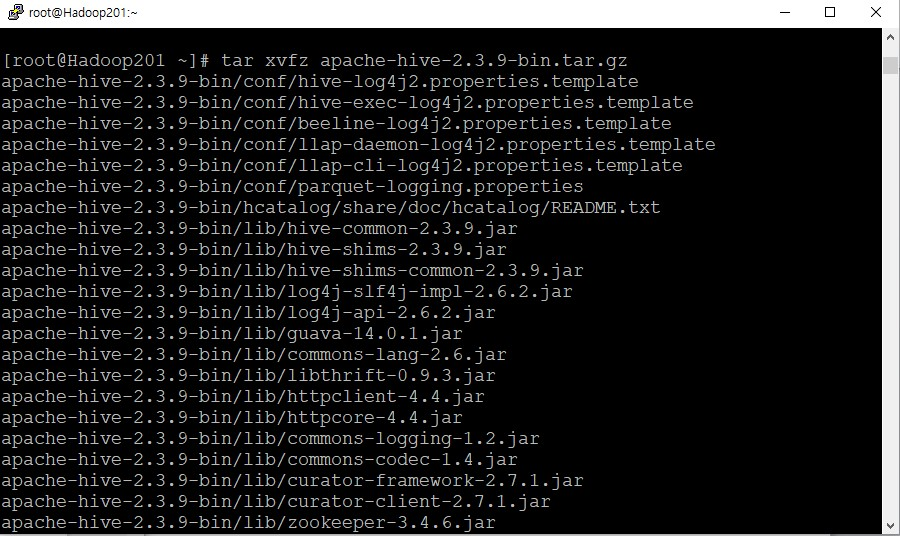 root@Hadoop201:~
[root@Hadoop201 ~]# tar xvfz apache-hive-2.3.9-bin.tar.gz
apache-hive-2.3.9-bin/conf/hive-log4j2.properties.template
apache-hive-2.3.9-bin/conf/hive-exec-log4j2.properties.template
apache-hive-2.3.9-bin/conf/beeline-log4j2.properties.template
apache-hive-2.3.9-bin/conf/llap-daemon-log4j2.properties.template
apache-hive-2.3.9-bin/conf/llap-cli-log4j2.properties.template
apache-hive-2.3.9-bin/conf/parquet-logging.properties
apache-hive-2.3.9-bin/hcatalog/share/doc/hcatalog/README.txt
apache-hive-2.3.9-bin/lib/hive-common-2.3.9.jar
apache-hive-2.3.9-bin/lib/hive-shims-2.3.9.jar
apache-hive-2.3.9-bin/lib/hive-shims-common-2.3.9.jar
apache-hive-2.3.9-bin/lib/log4j-slf4j-impl-2.6.2.jar
apache-hive-2.3.9-bin/lib/log4j-api-2.6.2.jar
apache-hive-2.3.9-bin/lib/guava-14.0.1.jar
apache-hive-2.3.9-bin/lib/commons-lang-2.6.jar
apache-hive-2.3.9-bin/lib/libthrift-0.9.3.jar
apache-hive-2.3.9-bin/lib/httpclient-4.4.jar
apache-hive-2.3.9-bin/lib/httpcore-4.4.jar
apache-hive-2.3.9-bin/lib/commons-logging-1.2.jar
apache-hive-2.3.9-bin/lib/commons-codec-1.4.jar
apache-hive-2.3.9-bin/lib/curator-framework-2.7.1.jar
apache-hive-2.3.9-bin/lib/curator-client-2.7.1.jar
apache-hive-2.3.9-bin/lib/zookeeper-3.4.6.jar